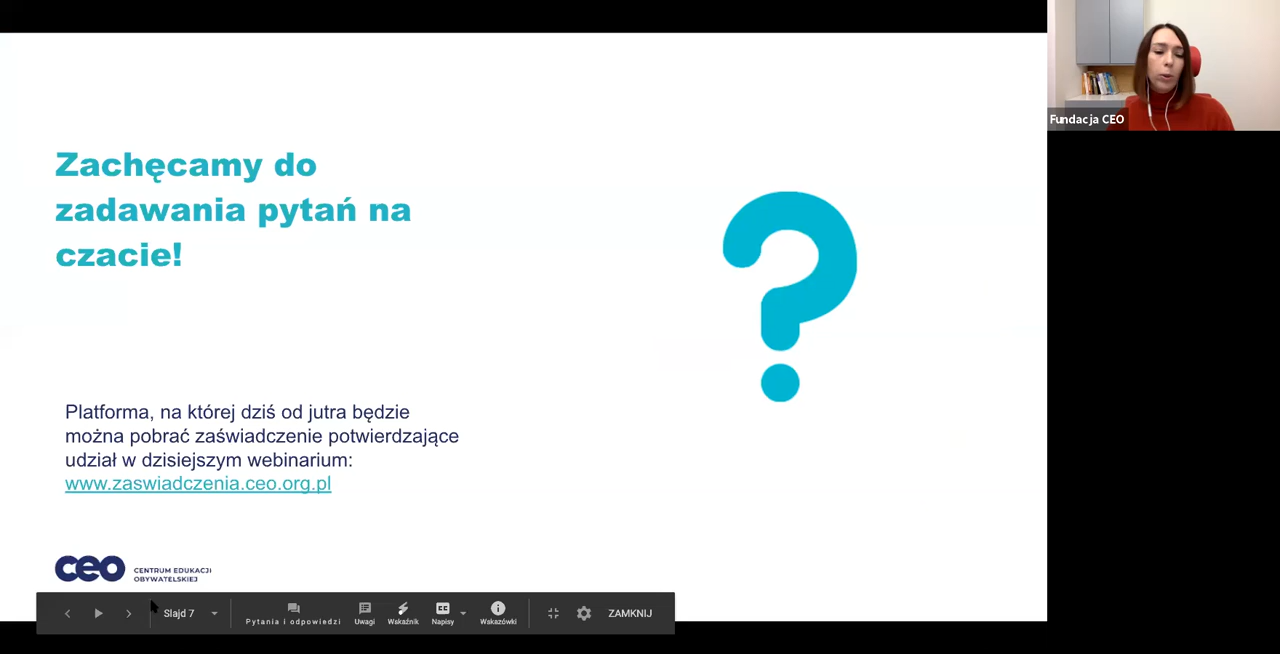 Zachęcamy do
zadawania pytań na
czacie!
Platforma, na której dziś od jutra będzie
można pobrać zaświadczenie potwierdzające
udział w dzisiejszym webinarium:
www.zaswiadczenia.ceo.org.pl
ceo
CENTRUM EDUKACJI
OBYWATELSKIEJ
Slajd 7
Pytania i odpowiedzi
Uwagi
Wskaźnik
CC
Napisy
Wskazówki
ZAMKNIJ
Fundacja CEO